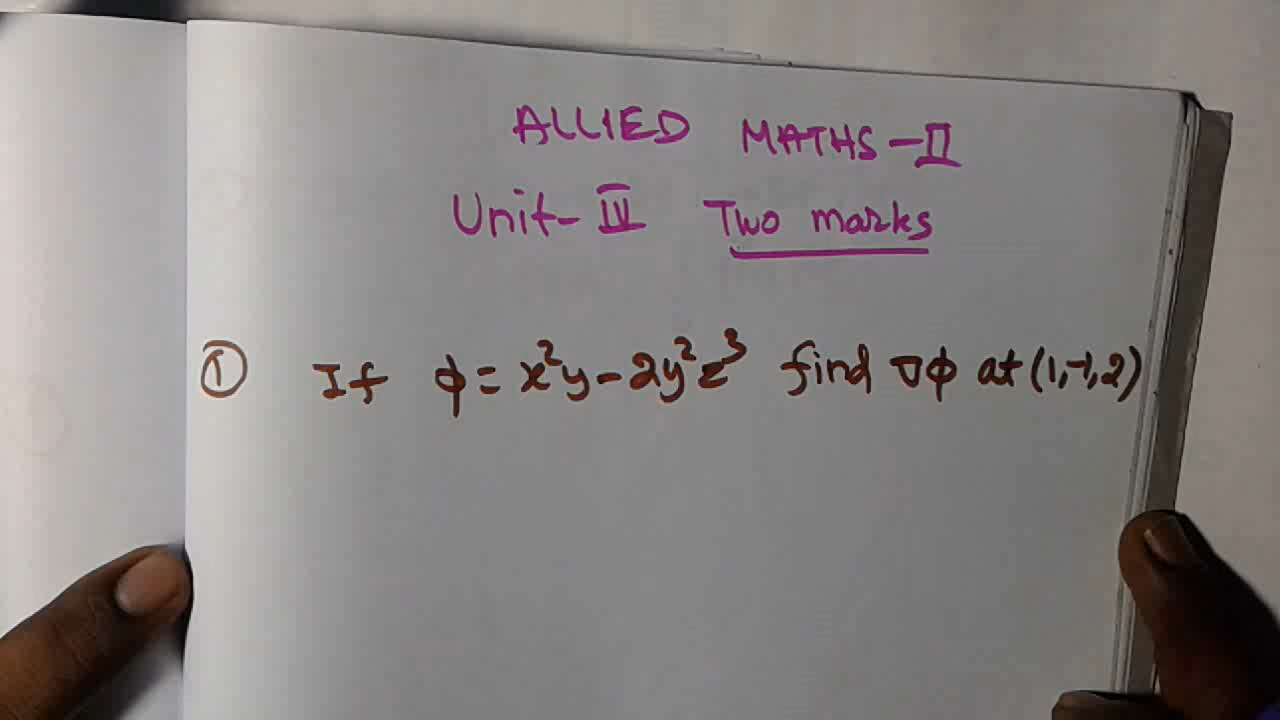 ALLIED MATHS-II
Unit-IV Two marks
① If φ = x²y - 2y²z³ find ∇φ at (1,-1,2)